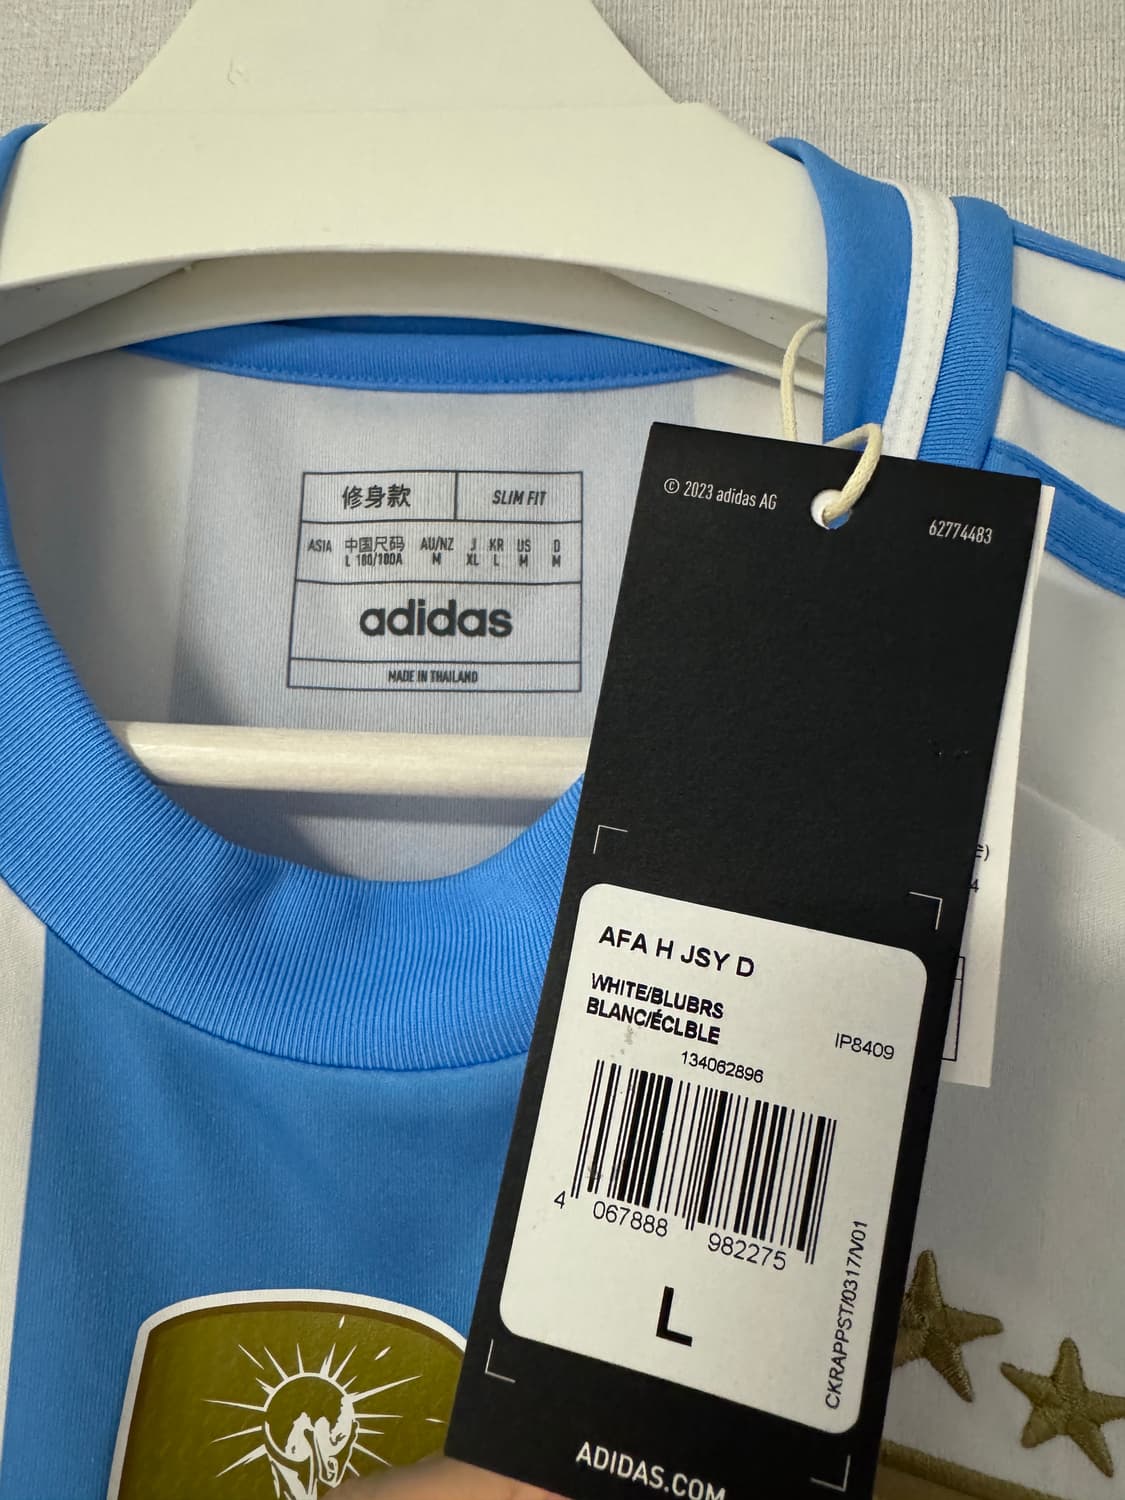 修身款 SLIM FIT
ASIA 中国尺码 AU/NZ J KR US D
L 180/100A M XL L M M
adidas
MADE IN THAILAND
© 2023 adidas AG
62774483
AFA H JSY D
WHITE/BLUBRS
BLANC/ÉCLBLE
IP8409
134062896
4 067888 982275
L
CKRAPPST/0317/V01
ADIDAS.COM
4